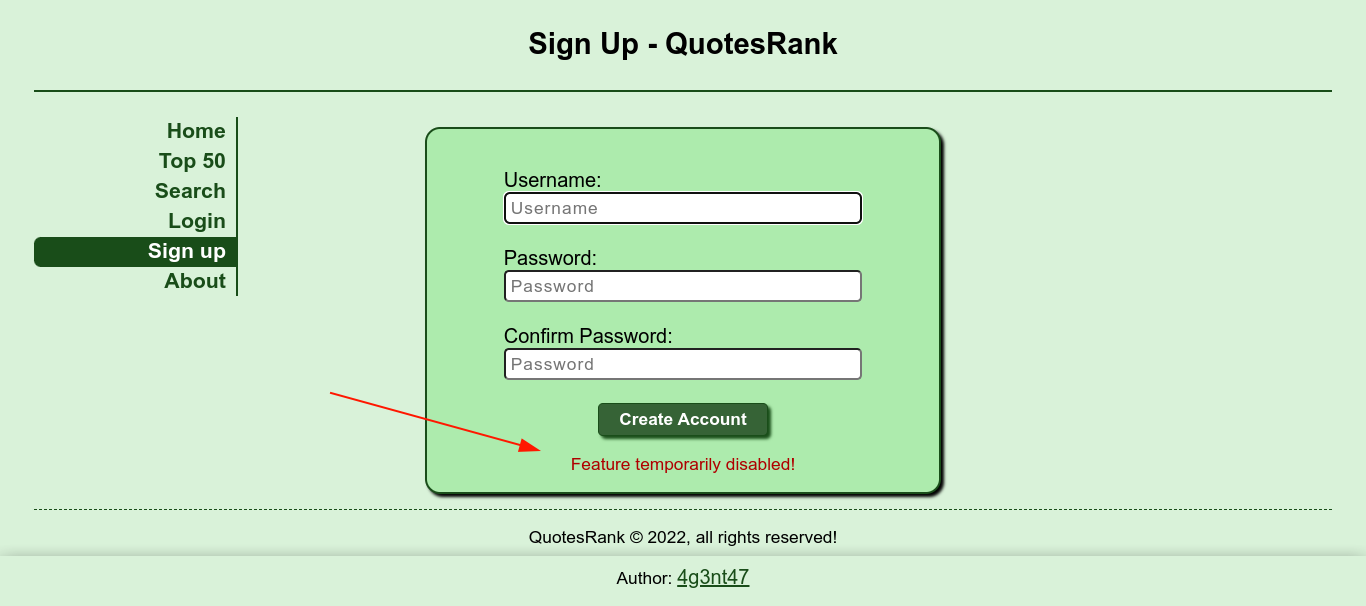 Sign Up - QuotesRank
Home
Top 50
Search
Login
Sign up
About
Username:
Username
Password:
Password
Confirm Password:
Password
Create Account
Feature temporarily disabled!
QuotesRank © 2022, all rights reserved!
Author: 4g3nt47